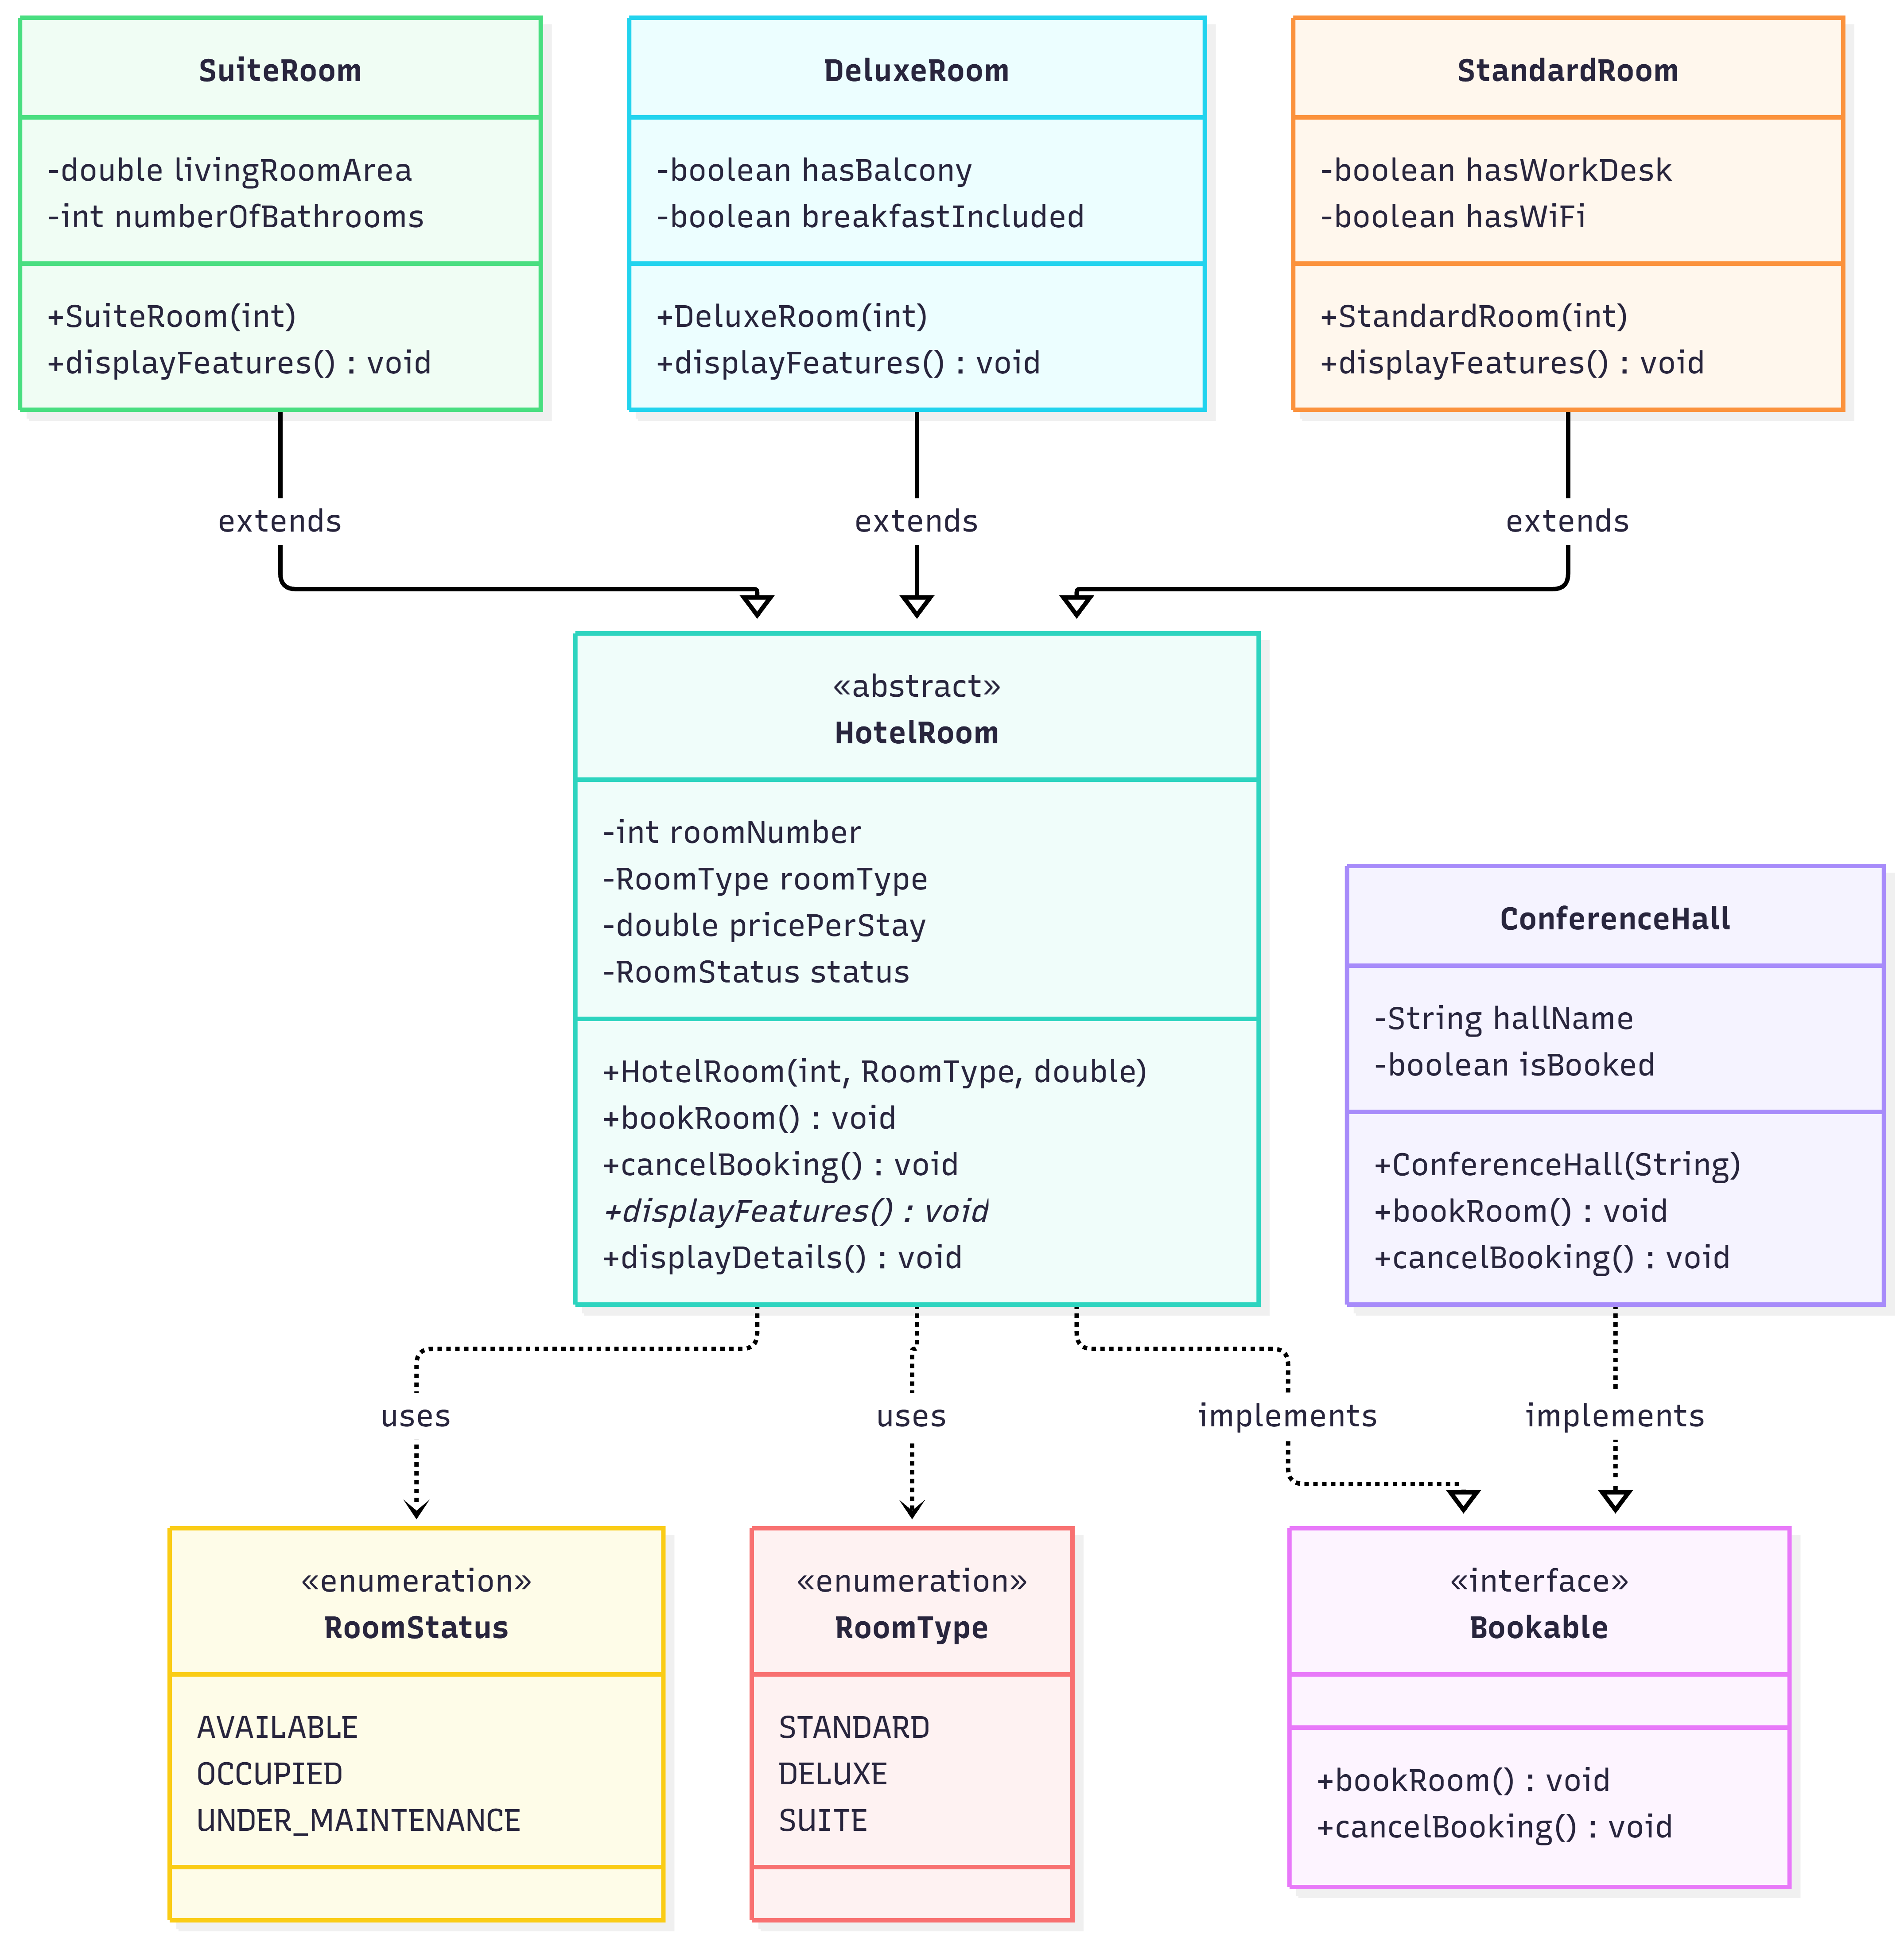 SuiteRoom
-double livingRoomArea
-int numberOfBathrooms
+SuiteRoom(int)
+displayFeatures() : void
DeluxeRoom
-boolean hasBalcony
-boolean breakfastIncluded
+DeluxeRoom(int)
+displayFeatures() : void
StandardRoom
-boolean hasWorkDesk
-boolean hasWiFi
+StandardRoom(int)
+displayFeatures() : void
extends
extends
extends
«abstract»
HotelRoom
-int roomNumber
-RoomType roomType
-double pricePerStay
-RoomStatus status
+HotelRoom(int, RoomType, double)
+bookRoom() : void
+cancelBooking() : void
+displayFeatures() : void
+displayDetails() : void
ConferenceHall
-String hallName
-boolean isBooked
+ConferenceHall(String)
+bookRoom() : void
+cancelBooking() : void
uses
uses
implements
implements
«enumeration»
RoomStatus
AVAILABLE
OCCUPIED
UNDER_MAINTENANCE
«enumeration»
RoomType
STANDARD
DELUXE
SUITE
«interface»
Bookable
+bookRoom() : void
+cancelBooking() : void